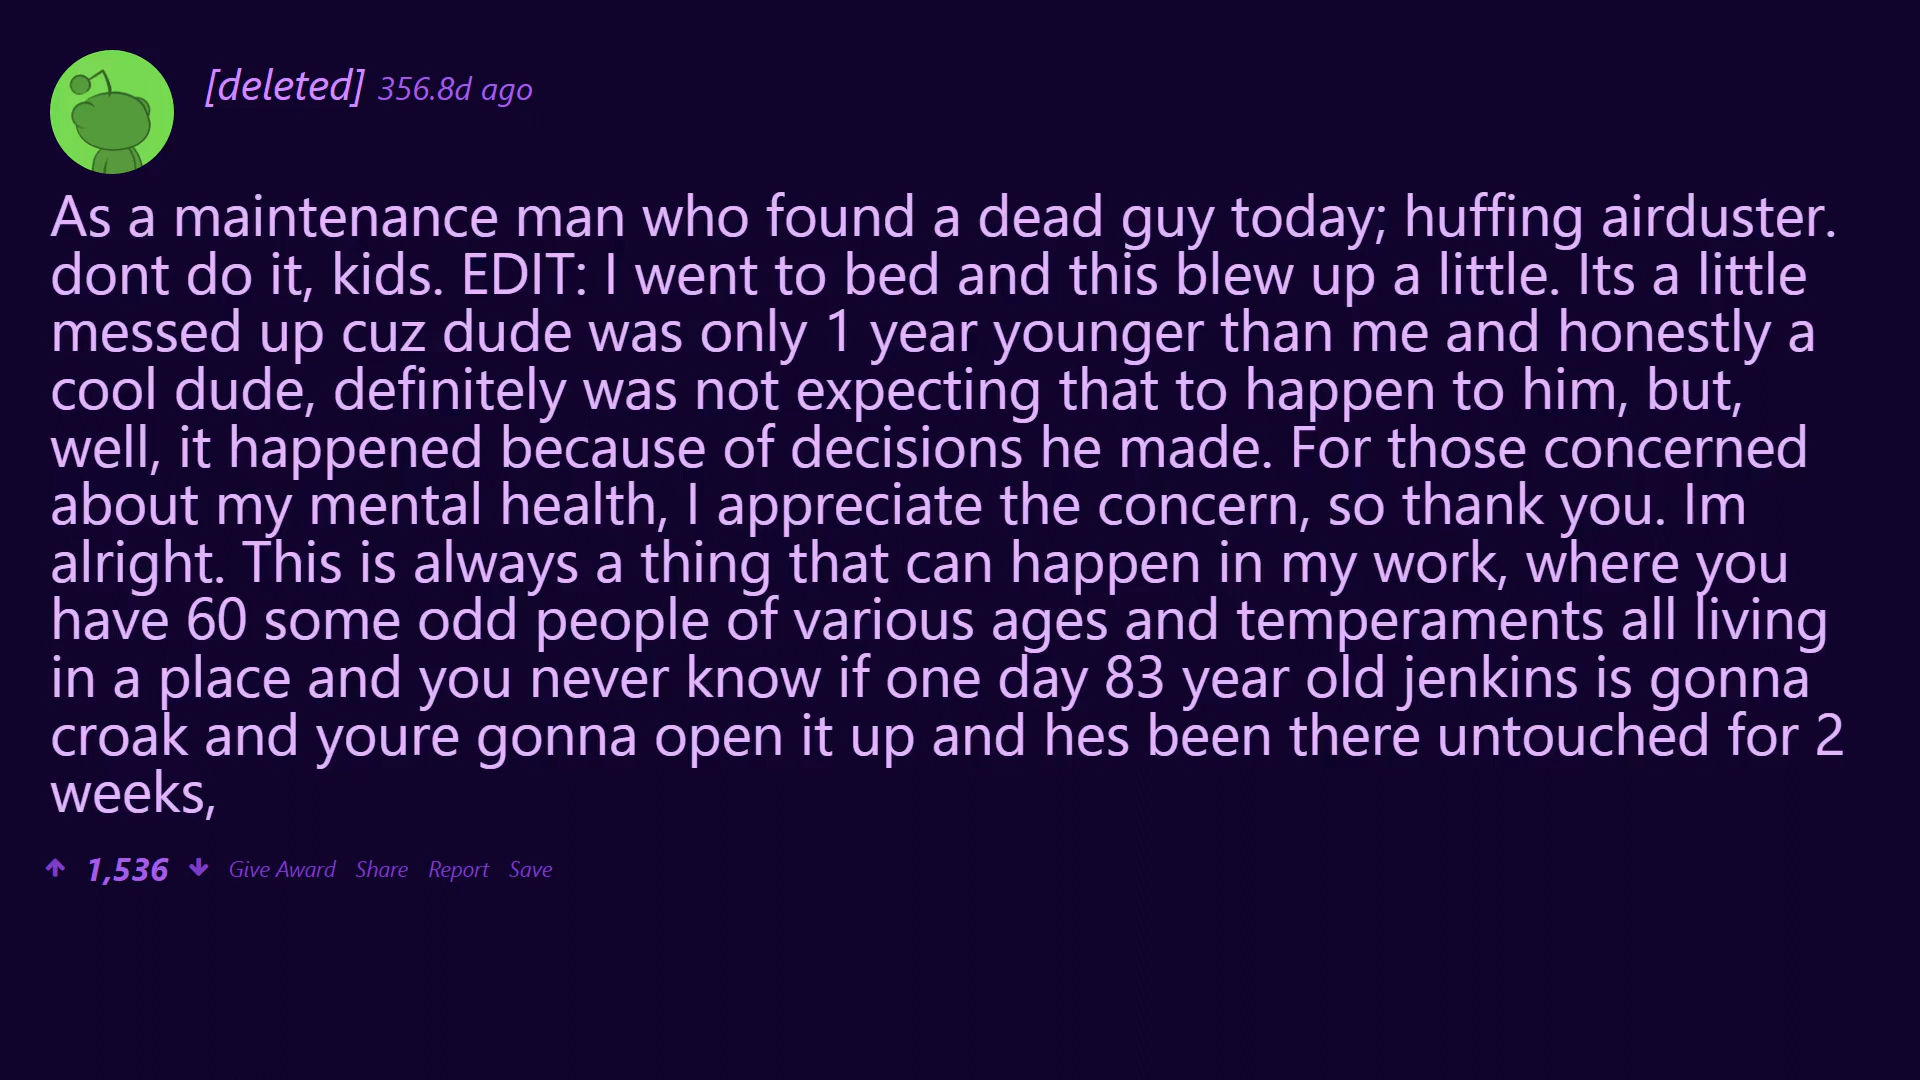 [deleted] 356.8d ago
As a maintenance man who found a dead guy today; huffing airduster.
dont do it, kids. EDIT: I went to bed and this blew up a little. Its a little
messed up cuz dude was only 1 year younger than me and honestly a
cool dude, definitely was not expecting that to happen to him, but,
well, it happened because of decisions he made. For those concerned
about my mental health, I appreciate the concern, so thank you. Im
alright. This is always a thing that can happen in my work, where you
have 60 some odd people of various ages and temperaments all living
in a place and you never know if one day 83 year old jenkins is gonna
croak and youre gonna open it up and hes been there untouched for 2
weeks,
1,536 Give Award Share Report Save